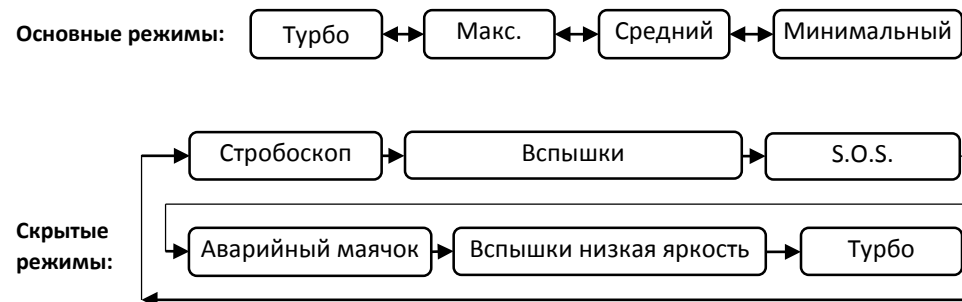 Основные режимы: Турбо Макс. Средний Минимальный
Стробоскоп Вспышки S.O.S.
Скрытые
режимы:
Аварийный маячок Вспышки низкая яркость Турбо